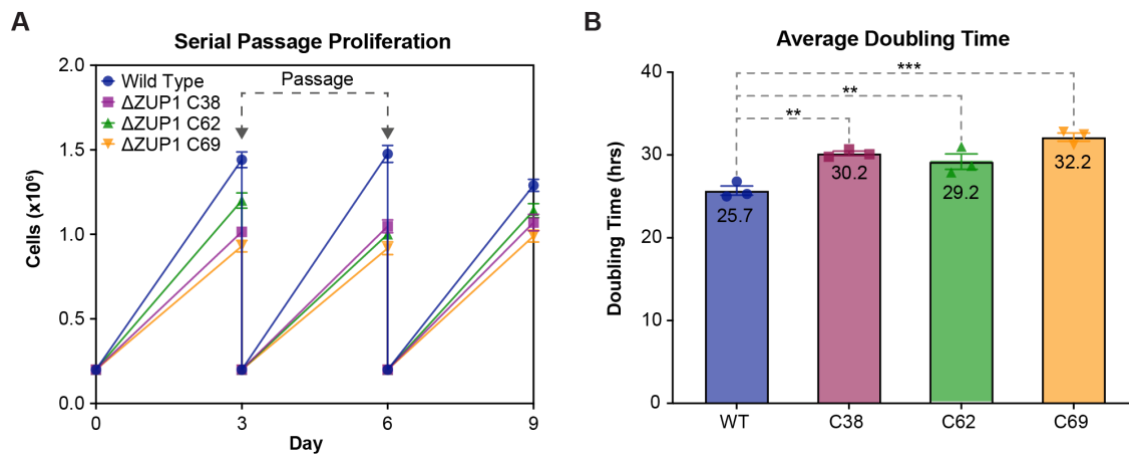 A
Serial Passage Proliferation
2.0
1.5
1.0
0.5
0.0
Cells (x10⁶)
Wild Type
ΔZUP1 C38
ΔZUP1 C62
ΔZUP1 C69
Passage
0 3 6 9
Day
B
Average Doubling Time
40
30
20
10
0
Doubling Time (hrs)
***
**
**
25.7
30.2
29.2
32.2
WT C38 C62 C69